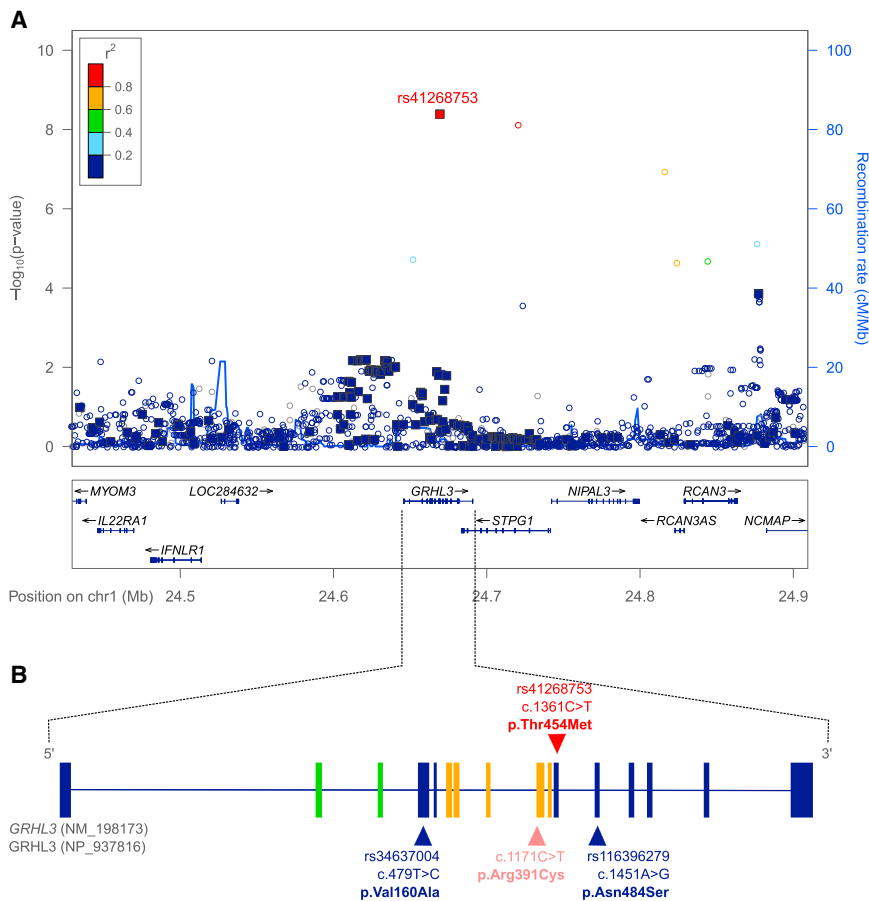 A
10
8
6
4
2
0
−log10(p−value)
r2
0.8
0.6
0.4
0.2
rs41268753
100
80
60
40
20
0
Recombination rate (cM/Mb)
MYOM3
LOC284632
GRHL3
NIPAL3
RCAN3
IL22RA1
STPG1
RCAN3AS
NCMAP
IFNLR1
Position on chr1 (Mb)
24.5
24.6
24.7
24.8
24.9
B
rs41268753
c.1361C>T
p.Thr454Met
5'
3'
GRHL3 (NM_198173)
GRHL3 (NP_937816)
rs34637004
c.479T>C
p.Val160Ala
c.1171C>T
p.Arg391Cys
rs116396279
c.1451A>G
p.Asn484Ser